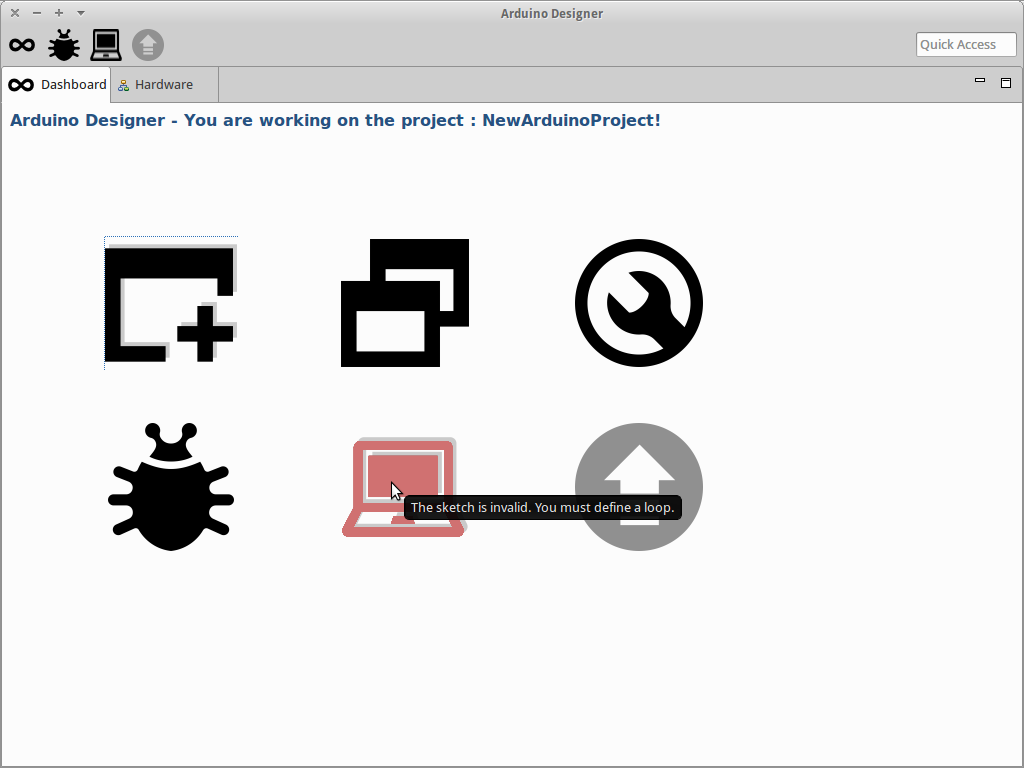 Arduino Designer
Quick Access
Dashboard
Hardware
Arduino Designer - You are working on the project : NewArduinoProject!
The sketch is invalid. You must define a loop.